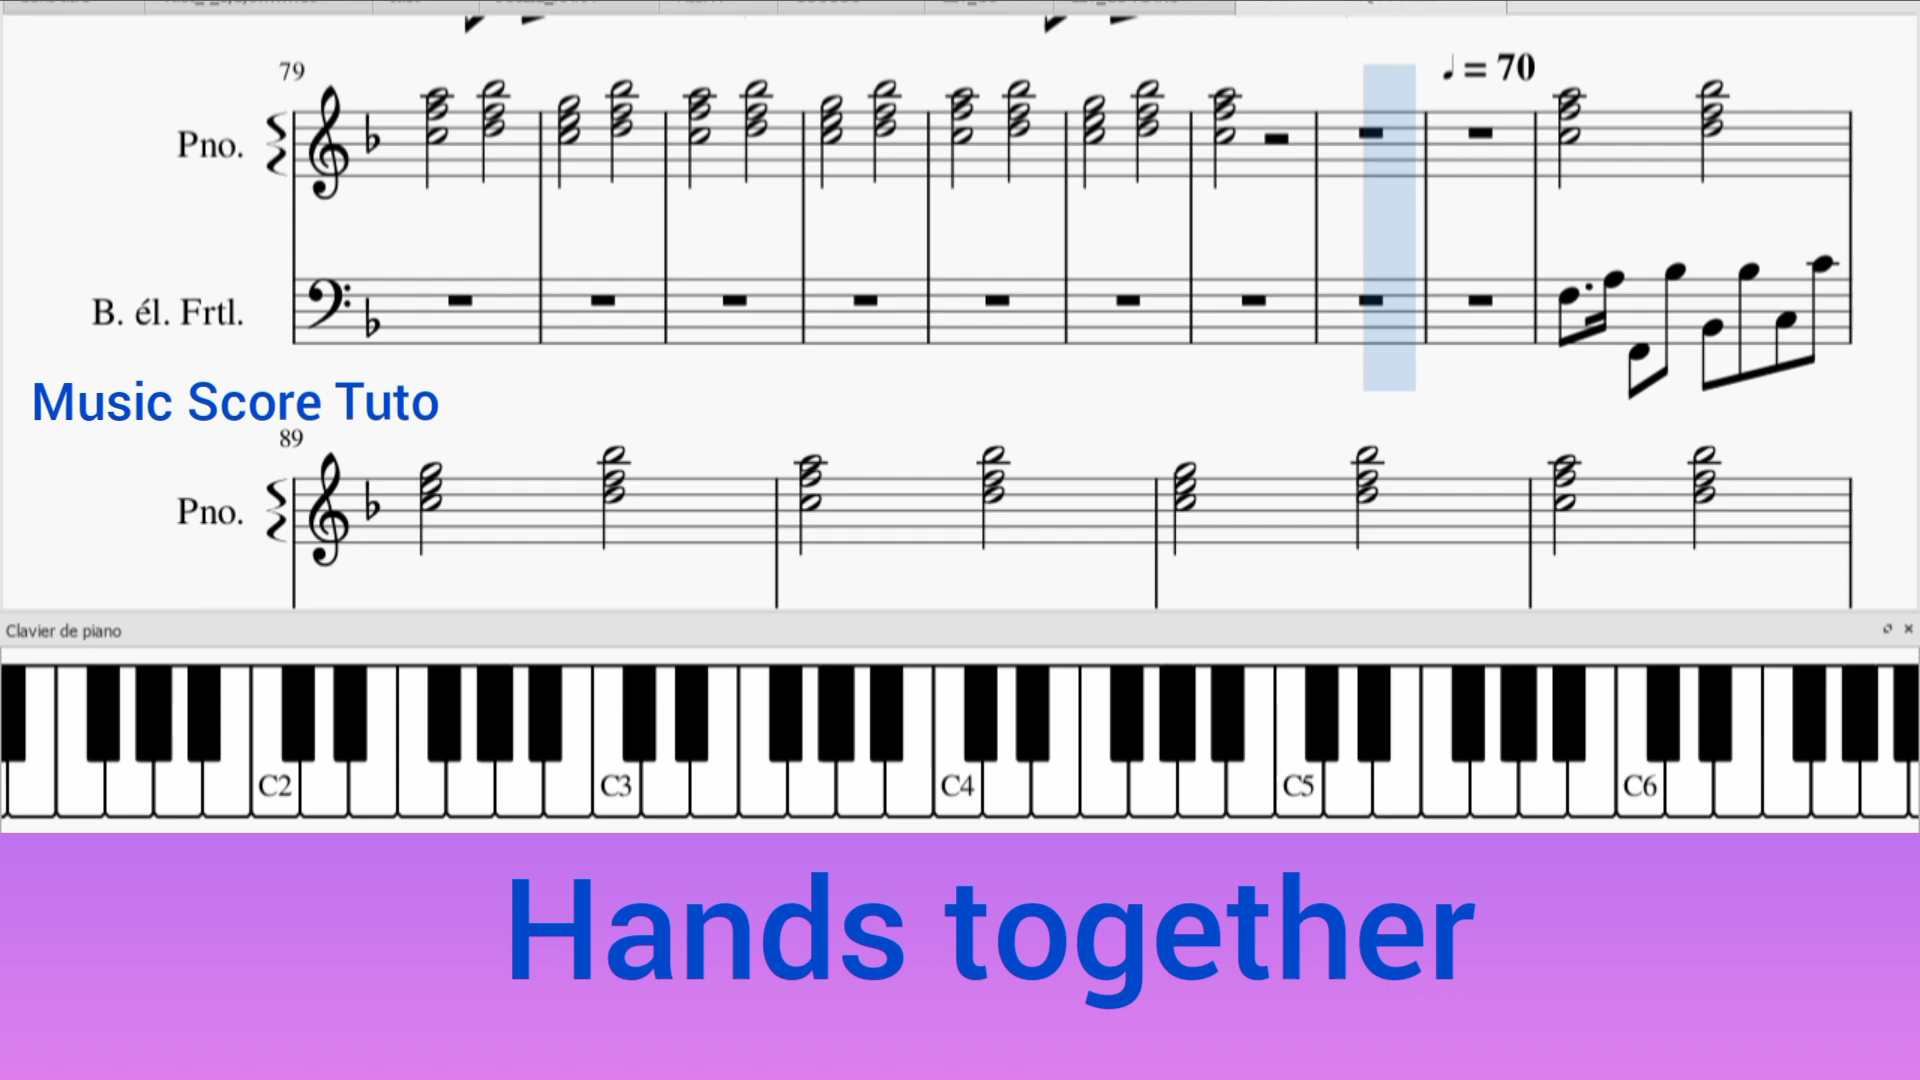 79
♩ = 70
Pno.
B. él. Frtl.
Music Score Tuto
89
Pno.
Clavier de piano
C2 C3 C4 C5 C6
Hands together